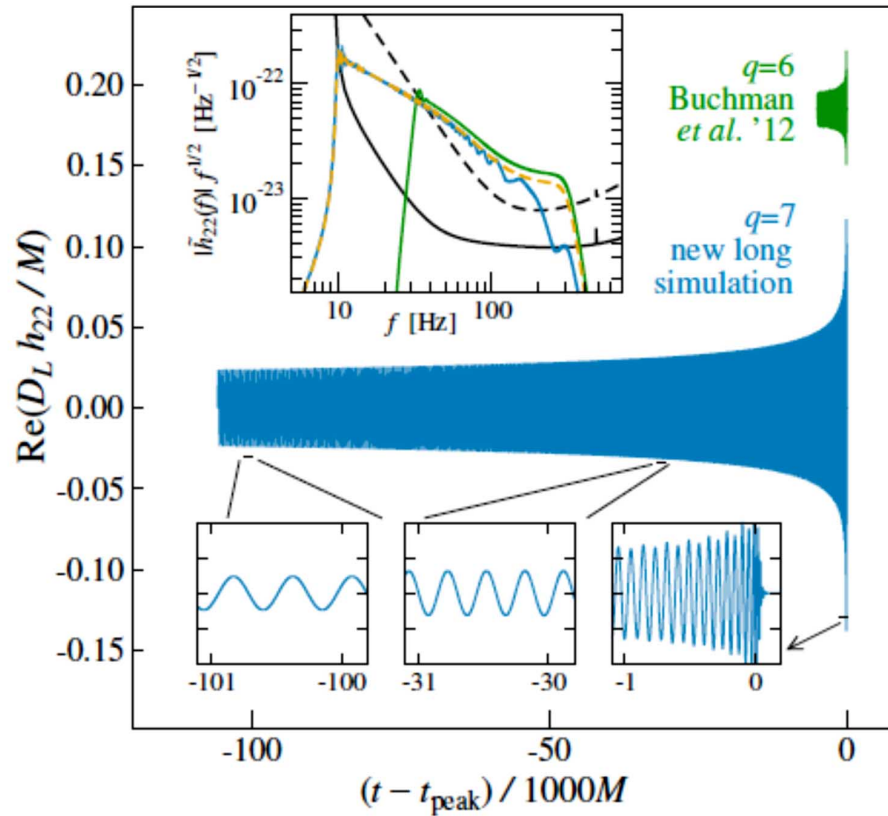 |h̃₂₂(f)| f^1/2 [Hz^-1/2]
10^-22
10^-23
10
100
f [Hz]
q=6
Buchman
et al. '12
q=7
new long
simulation
Re(D_L h₂₂ / M)
0.20
0.15
0.10
0.05
0.00
-0.05
-0.10
-0.15
-101
-100
-31
-30
-1
0
-100
-50
0
(t − t_peak) / 1000M